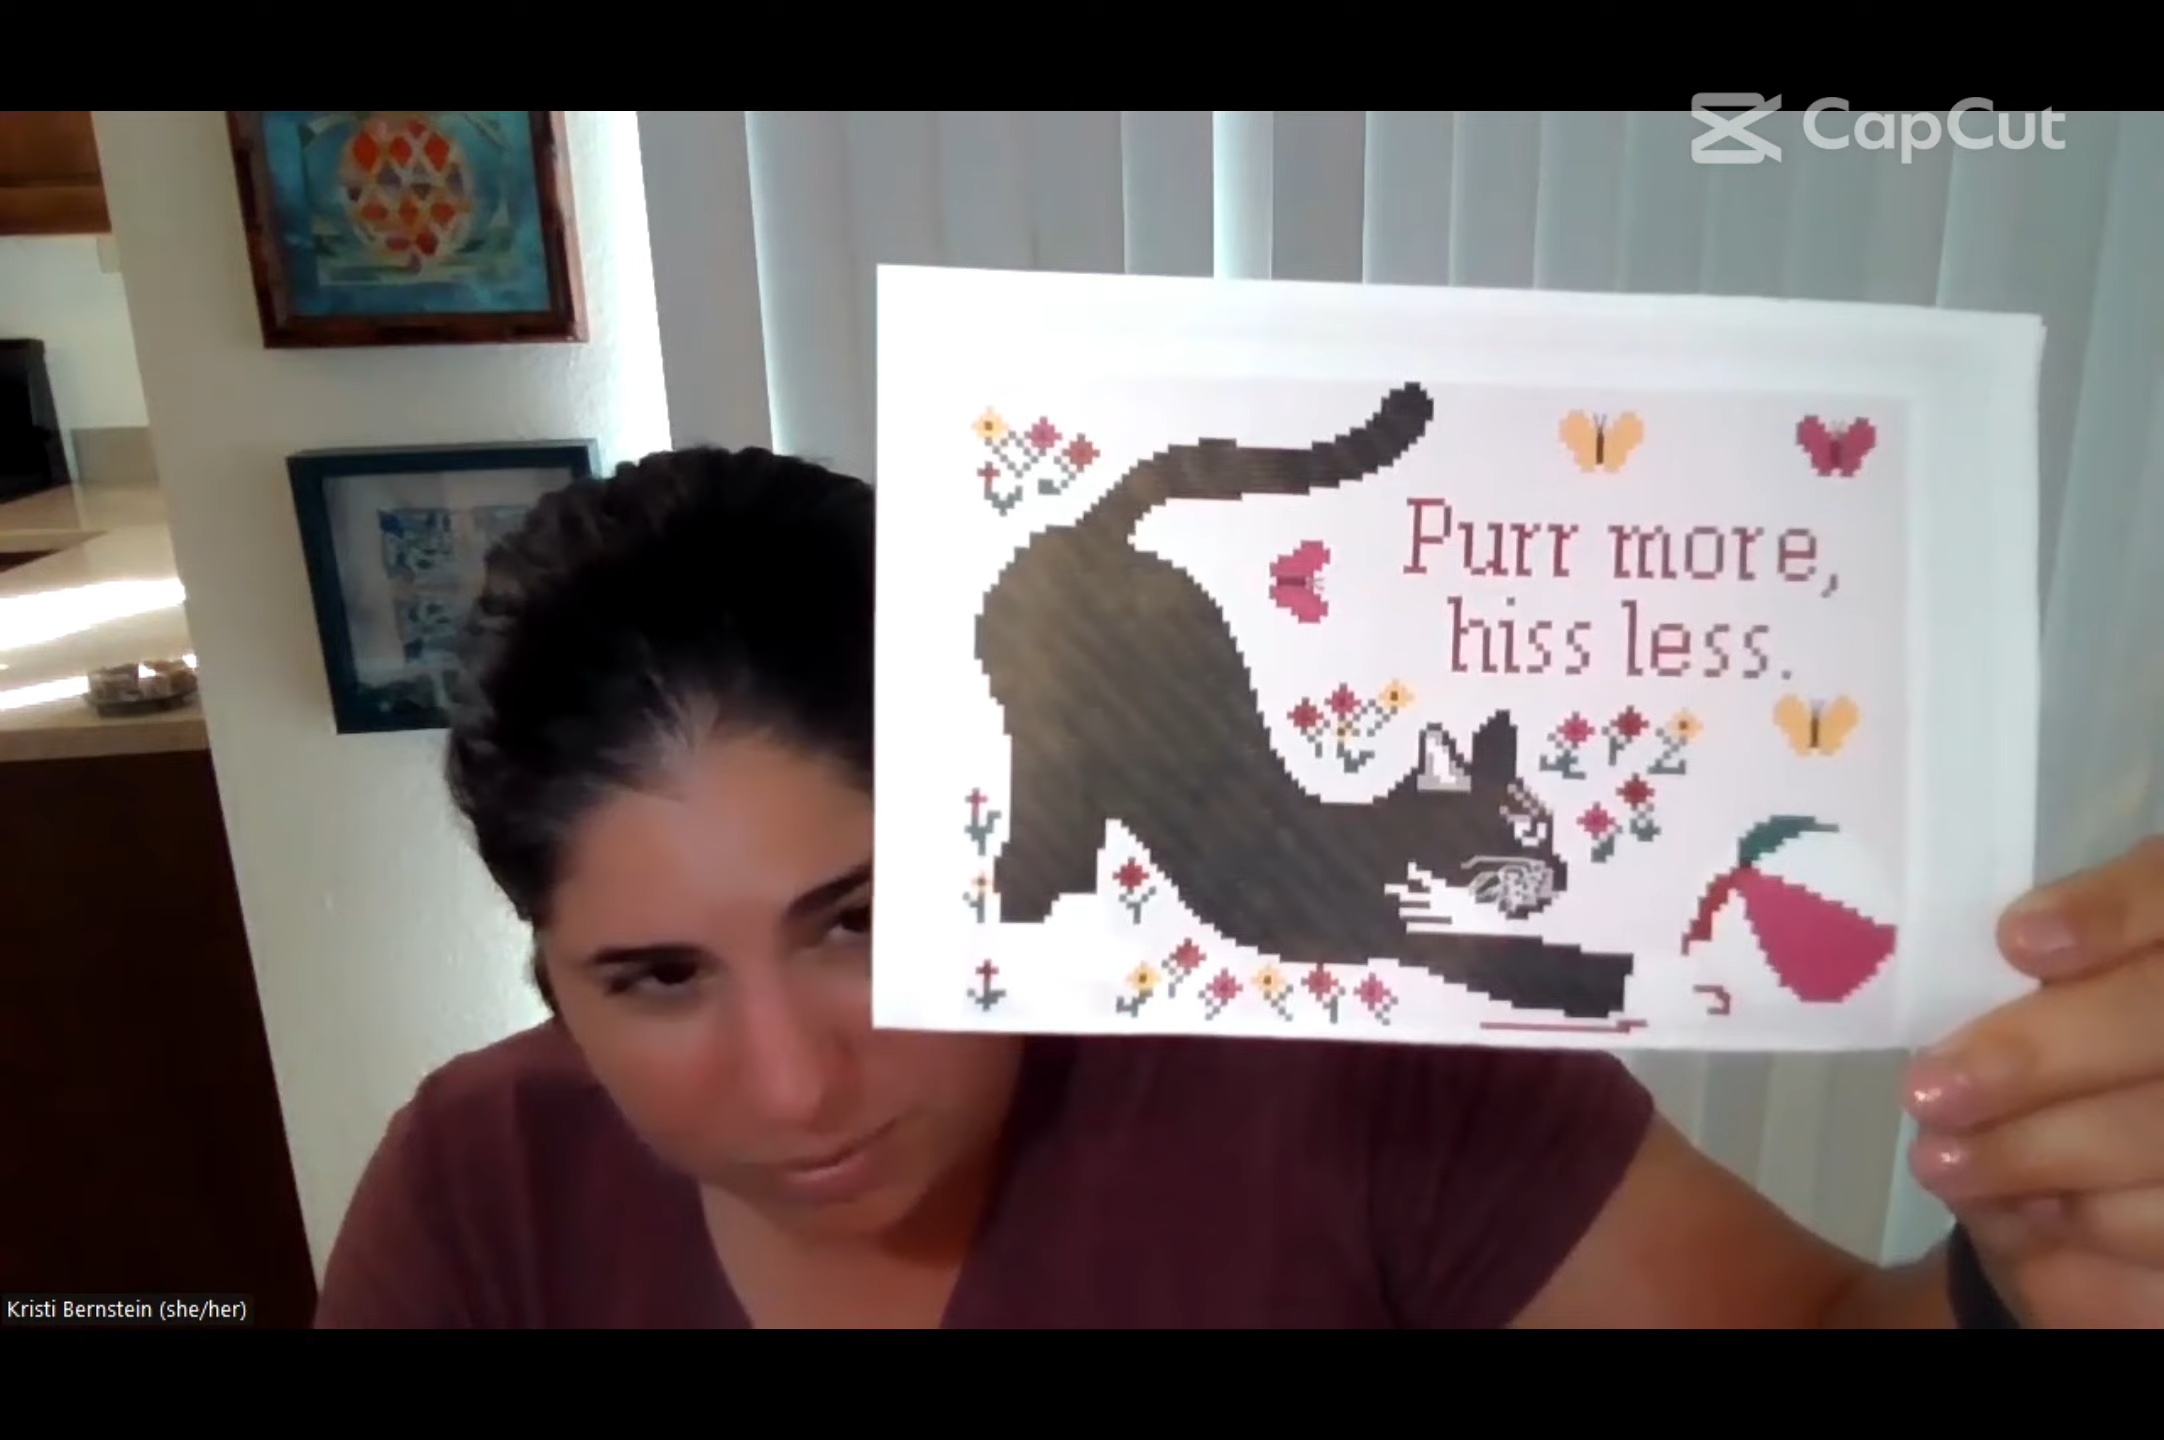 CapCut
Purr more,
hiss less.
Kristi Bernstein (she/her)